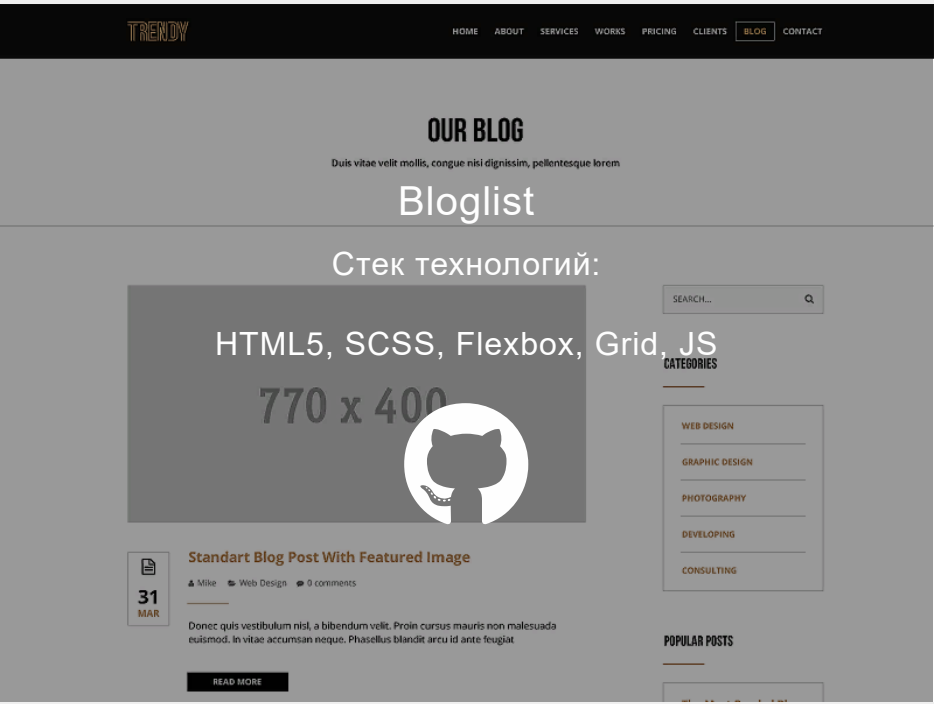 TRENDY
HOME ABOUT SERVICES WORKS PRICING CLIENTS BLOG CONTACT
OUR BLOG
Duis vitae velit mollis, congue nisi dignissim, pellentesque lorem
Bloglist
Стек технологий:
HTML5, SCSS, Flexbox, Grid, JS
770 x 400
31
MAR
Standart Blog Post With Featured Image
Mike Web Design 0 comments
Donec quis vestibulum nisl, a bibendum velit. Proin cursus mauris non malesuada
euismod. In vitae accumsan neque. Phasellus blandit arcu id ante feugiat
READ MORE
SEARCH...
CATEGORIES
WEB DESIGN
GRAPHIC DESIGN
PHOTOGRAPHY
DEVELOPING
CONSULTING
POPULAR POSTS